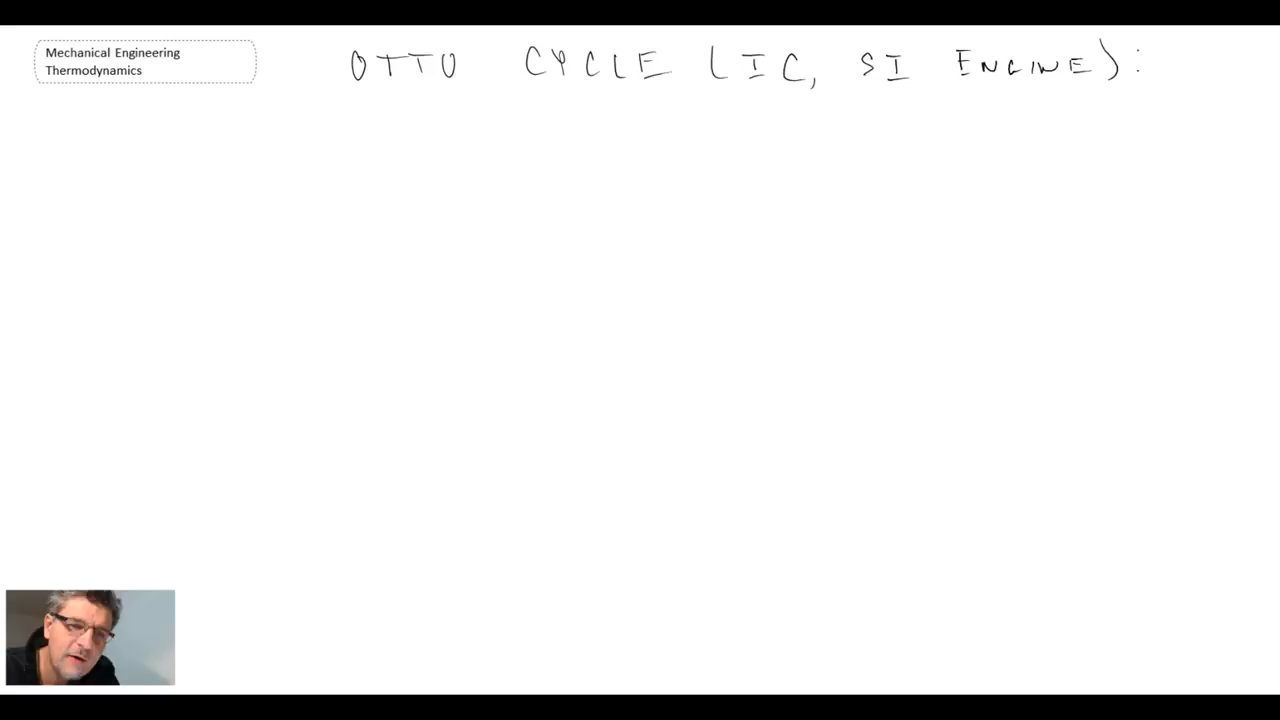 Mechanical Engineering
Thermodynamics
OTTO CYCLE (IC, SI ENGINE):